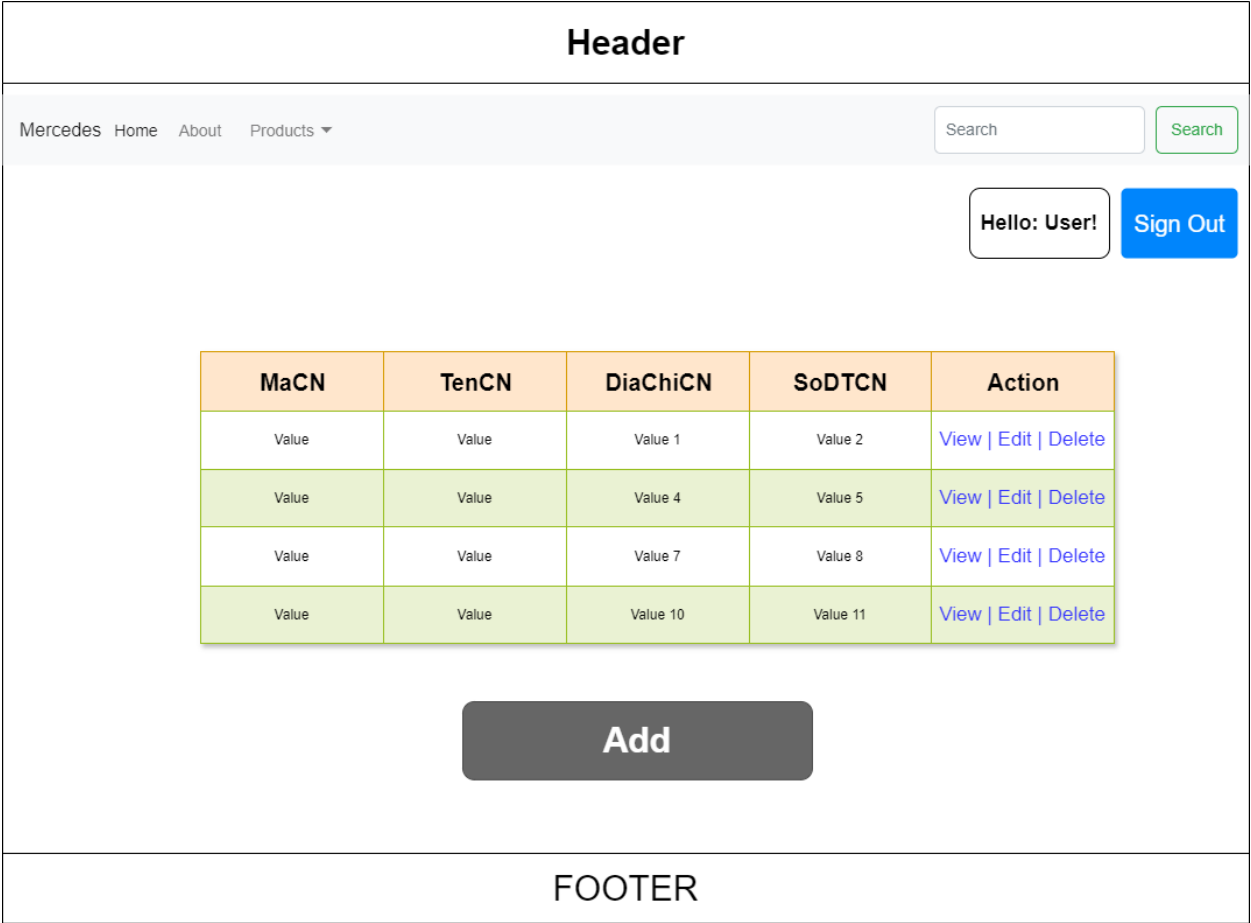 Header
Mercedes Home About Products Search Search
Hello: User! Sign Out
MaCN TenCN DiaChiCN SoDTCN Action
Value Value Value 1 Value 2 View | Edit | Delete
Value Value Value 4 Value 5 View | Edit | Delete
Value Value Value 7 Value 8 View | Edit | Delete
Value Value Value 10 Value 11 View | Edit | Delete
Add
FOOTER